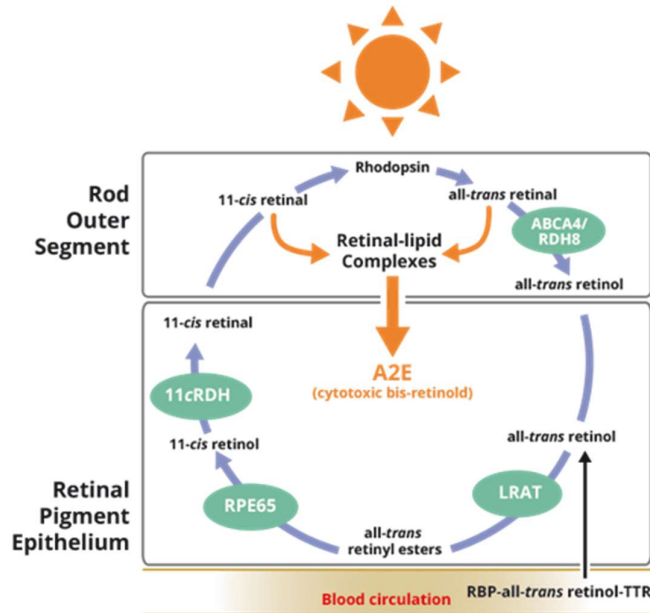 Rod
Outer
Segment
Rhodopsin
11-cis retinal
all-trans retinal
ABCA4/
RDH8
Retinal-lipid
Complexes
all-trans retinol
11-cis retinal
A2E
(cytotoxic bis-retinold)
11cRDH
11-cis retinol
all-trans retinol
Retinal
Pigment
Epithelium
RPE65
LRAT
all-trans
retinyl esters
Blood circulation
RBP-all-trans retinol-TTR